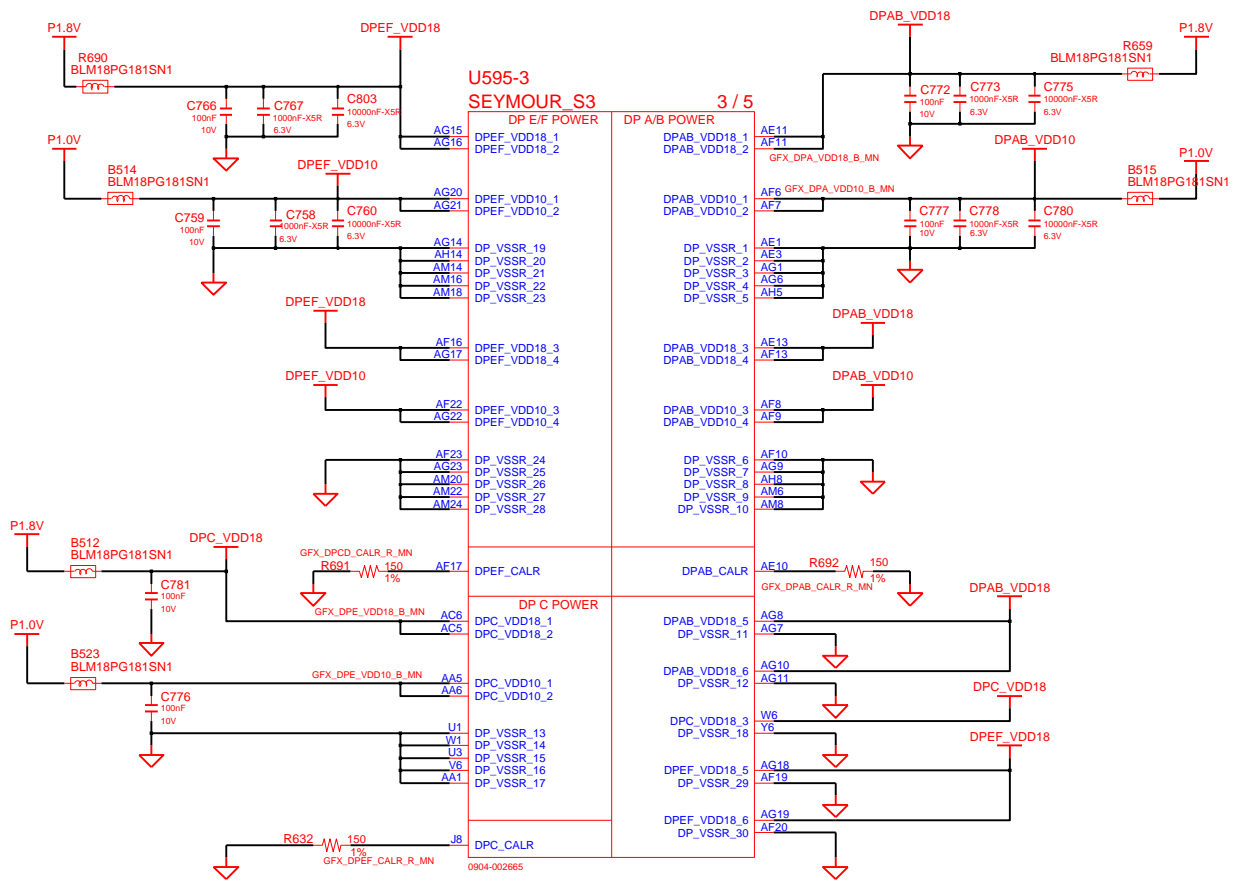 DPAB_VDD18
P1.8V
DPEF_VDD18
P1.8V
R690
BLM18PG181SN1
R659
BLM18PG181SN1
U595-3
SEYMOUR_S3
3 / 5
C766
100nF
10V
C767
1000nF-X5R
6.3V
C803
10000nF-X5R
6.3V
C772
100nF
10V
C773
1000nF-X5R
6.3V
C775
10000nF-X5R
6.3V
DP E/F POWER
DP A/B POWER
AG15
DPEF_VDD18_1
DPAB_VDD18_1
AE11
AG16
DPEF_VDD18_2
DPAB_VDD18_2
AF11
GFX_DPA_VDD18_B_MN
P1.0V
DPEF_VDD10
DPAB_VDD10
P1.0V
B514
BLM18PG181SN1
B515
BLM18PG181SN1
GFX_DPA_VDD10_B_MN
AG20
DPEF_VDD10_1
DPAB_VDD10_1
AF6
AG21
DPEF_VDD10_2
DPAB_VDD10_2
AF7
C759
100nF
10V
C758
1000nF-X5R
6.3V
C760
10000nF-X5R
6.3V
C777
100nF
10V
C778
1000nF-X5R
6.3V
C780
10000nF-X5R
6.3V
AG14
DP_VSSR_19
DP_VSSR_1
AE1
AH14
DP_VSSR_20
DP_VSSR_2
AE3
AM14
DP_VSSR_21
DP_VSSR_3
AG1
AM16
DP_VSSR_22
DP_VSSR_4
AG6
AM18
DP_VSSR_23
DP_VSSR_5
AH5
DPEF_VDD18
DPAB_VDD18
AF16
DPEF_VDD18_3
DPAB_VDD18_3
AE13
AG17
DPEF_VDD18_4
DPAB_VDD18_4
AF13
DPEF_VDD10
DPAB_VDD10
AF22
DPEF_VDD10_3
DPAB_VDD10_3
AF8
AG22
DPEF_VDD10_4
DPAB_VDD10_4
AF9
AF23
DP_VSSR_24
DP_VSSR_6
AF10
AG23
DP_VSSR_25
DP_VSSR_7
AG9
AM20
DP_VSSR_26
DP_VSSR_8
AH8
AM22
DP_VSSR_27
DP_VSSR_9
AM6
AM24
DP_VSSR_28
DP_VSSR_10
AM8
P1.8V
B512
BLM18PG181SN1
DPC_VDD18
C781
100nF
10V
GFX_DPCD_CALR_R_MN
R691
150
1%
AF17
DPEF_CALR
DPAB_CALR
AE10
R692
150
1%
GFX_DPAB_CALR_R_MN
DP C POWER
DPAB_VDD18
GFX_DPE_VDD18_B_MN
AC6
DPC_VDD18_1
DPAB_VDD18_5
AG8
AC5
DPC_VDD18_2
DP_VSSR_11
AG7
P1.0V
B523
BLM18PG181SN1
GFX_DPE_VDD10_B_MN
DPAB_VDD18_6
AG10
AA5
DPC_VDD10_1
DP_VSSR_12
AG11
AA6
DPC_VDD10_2
C776
100nF
10V
DPC_VDD18
DPC_VDD18_3
W6
U1
DP_VSSR_13
DP_VSSR_18
Y6
W1
DP_VSSR_14
U3
DP_VSSR_15
V6
DP_VSSR_16
AA1
DP_VSSR_17
DPEF_VDD18
DPEF_VDD18_5
AG18
DP_VSSR_29
AF19
DPEF_VDD18_6
AG19
DP_VSSR_30
AF20
R632
150
1%
GFX_DPEF_CALR_R_MN
J8
DPC_CALR
0904-002665